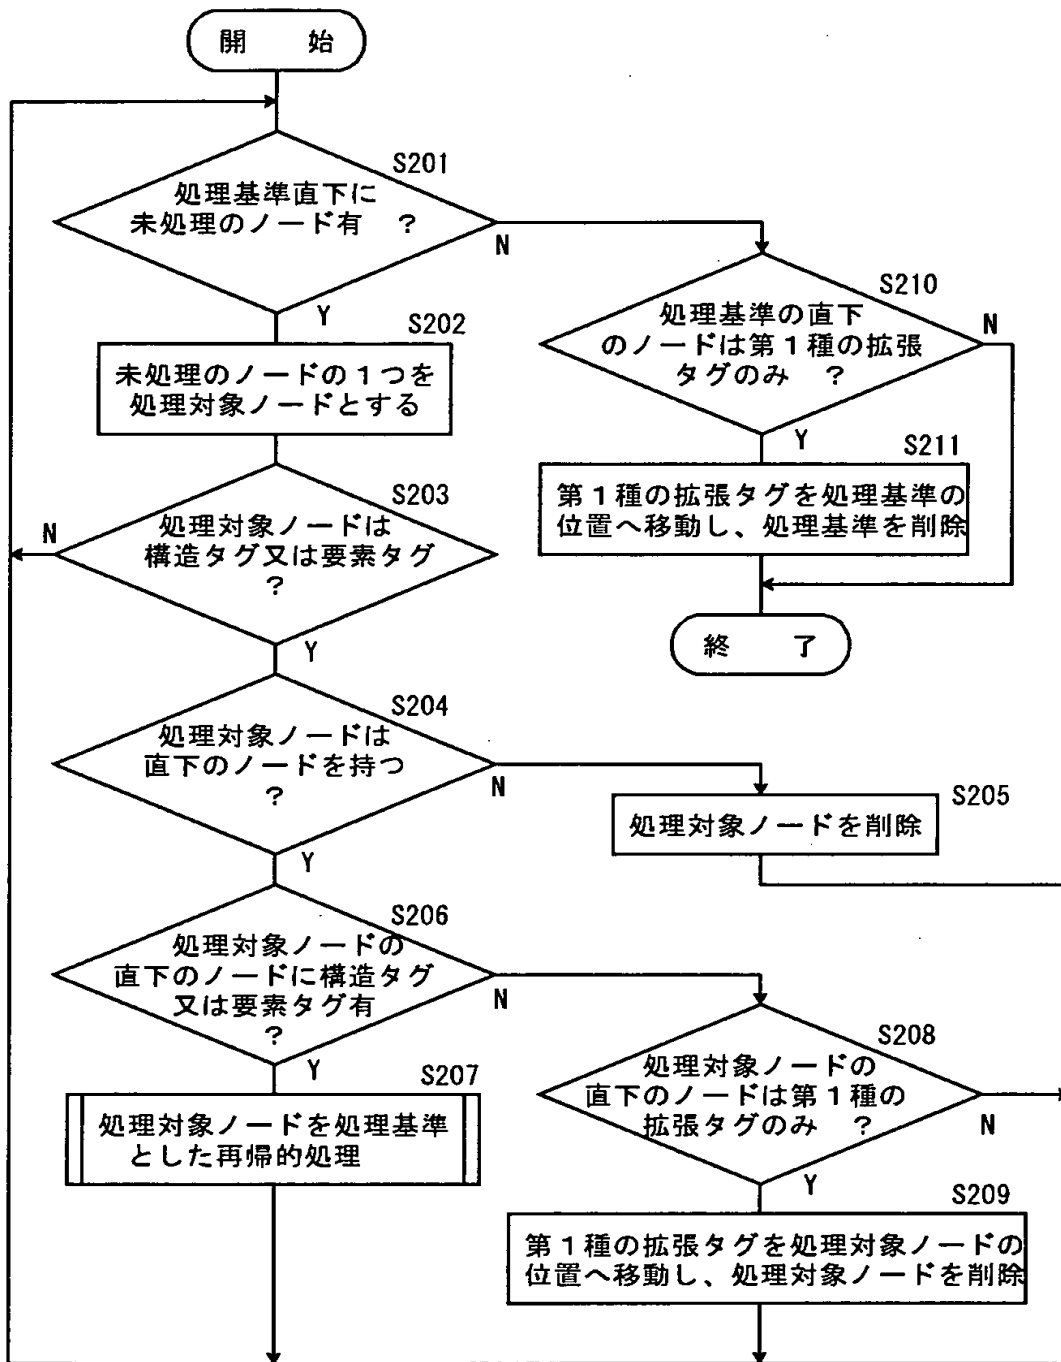 開　　始
S201
処理基準直下に
未処理のノード有　？
N
Y
S210
処理基準の直下
のノードは第１種の拡張
タグのみ　？
N
Y
S202
未処理のノードの１つを
処理対象ノードとする
S211
第１種の拡張タグを処理基準の
位置へ移動し、処理基準を削除
S203
処理対象ノードは
構造タグ又は要素タグ
？
N
Y
終　　了
S204
処理対象ノードは
直下のノードを持つ
？
N
Y
S205
処理対象ノードを削除
S206
処理対象ノードの
直下のノードに構造タグ
又は要素タグ有
？
N
Y
S207
処理対象ノードを処理基準
とした再帰的処理
S208
処理対象ノードの
直下のノードは第１種の
拡張タグのみ　？
N
Y
S209
第１種の拡張タグを処理対象ノードの
位置へ移動し、処理対象ノードを削除